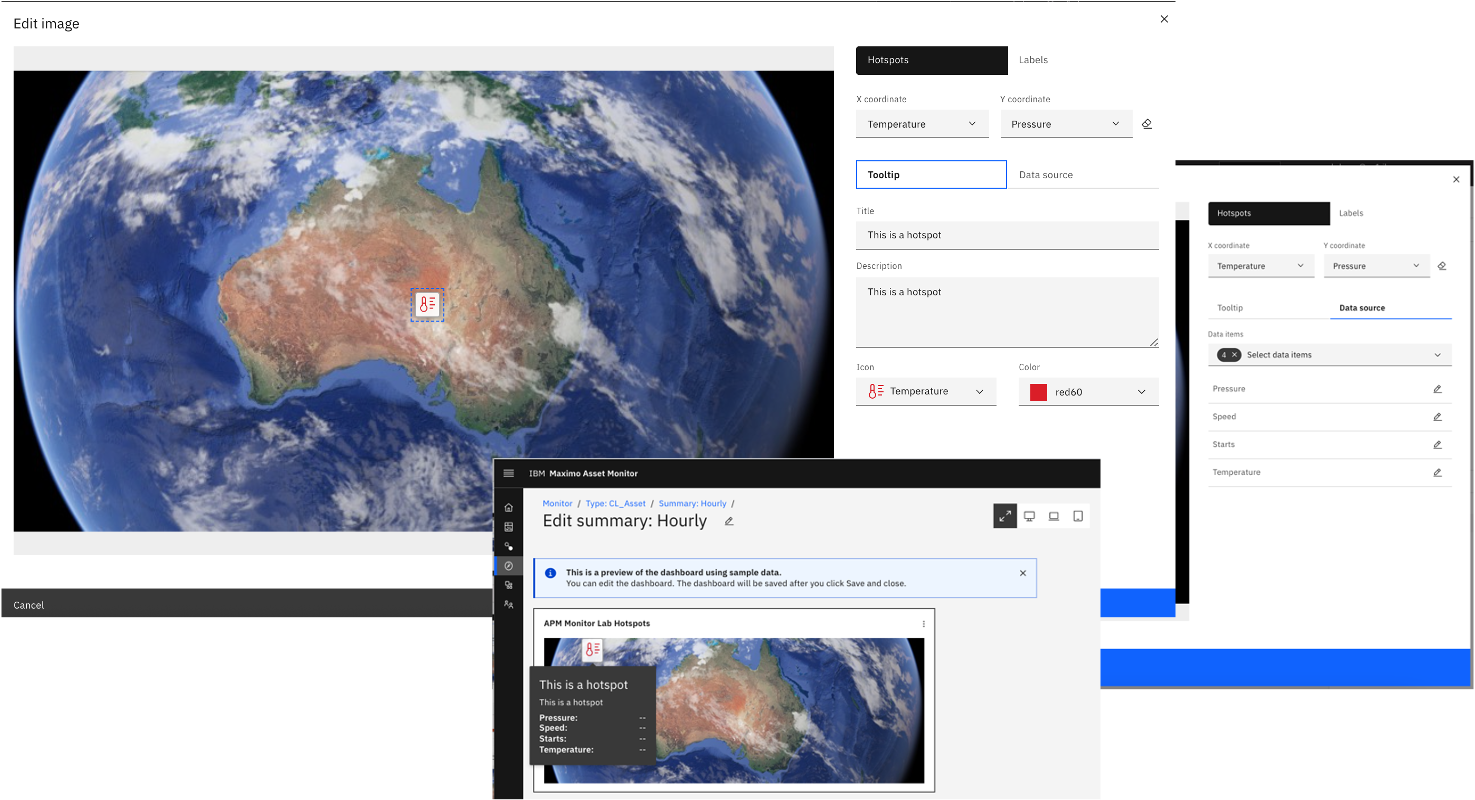 Edit image
Hotspots
Labels
X coordinate
Y coordinate
Temperature
Pressure
Tooltip
Data source
Title
This is a hotspot
Description
This is a hotspot
Icon
Color
Temperature
red60
Cancel
Hotspots
Labels
X coordinate
Y coordinate
Temperature
Pressure
Tooltip
Data source
Data items
4 × Select data items
Pressure
Speed
Starts
Temperature
IBM Maximo Asset Monitor
Monitor / Type: CL_Asset / Summary: Hourly /
Edit summary: Hourly
This is a preview of the dashboard using sample data.
You can edit the dashboard. The dashboard will be saved after you click Save and close.
APM Monitor Lab Hotspots
This is a hotspot
This is a hotspot
Pressure: --
Speed: --
Starts: --
Temperature: --